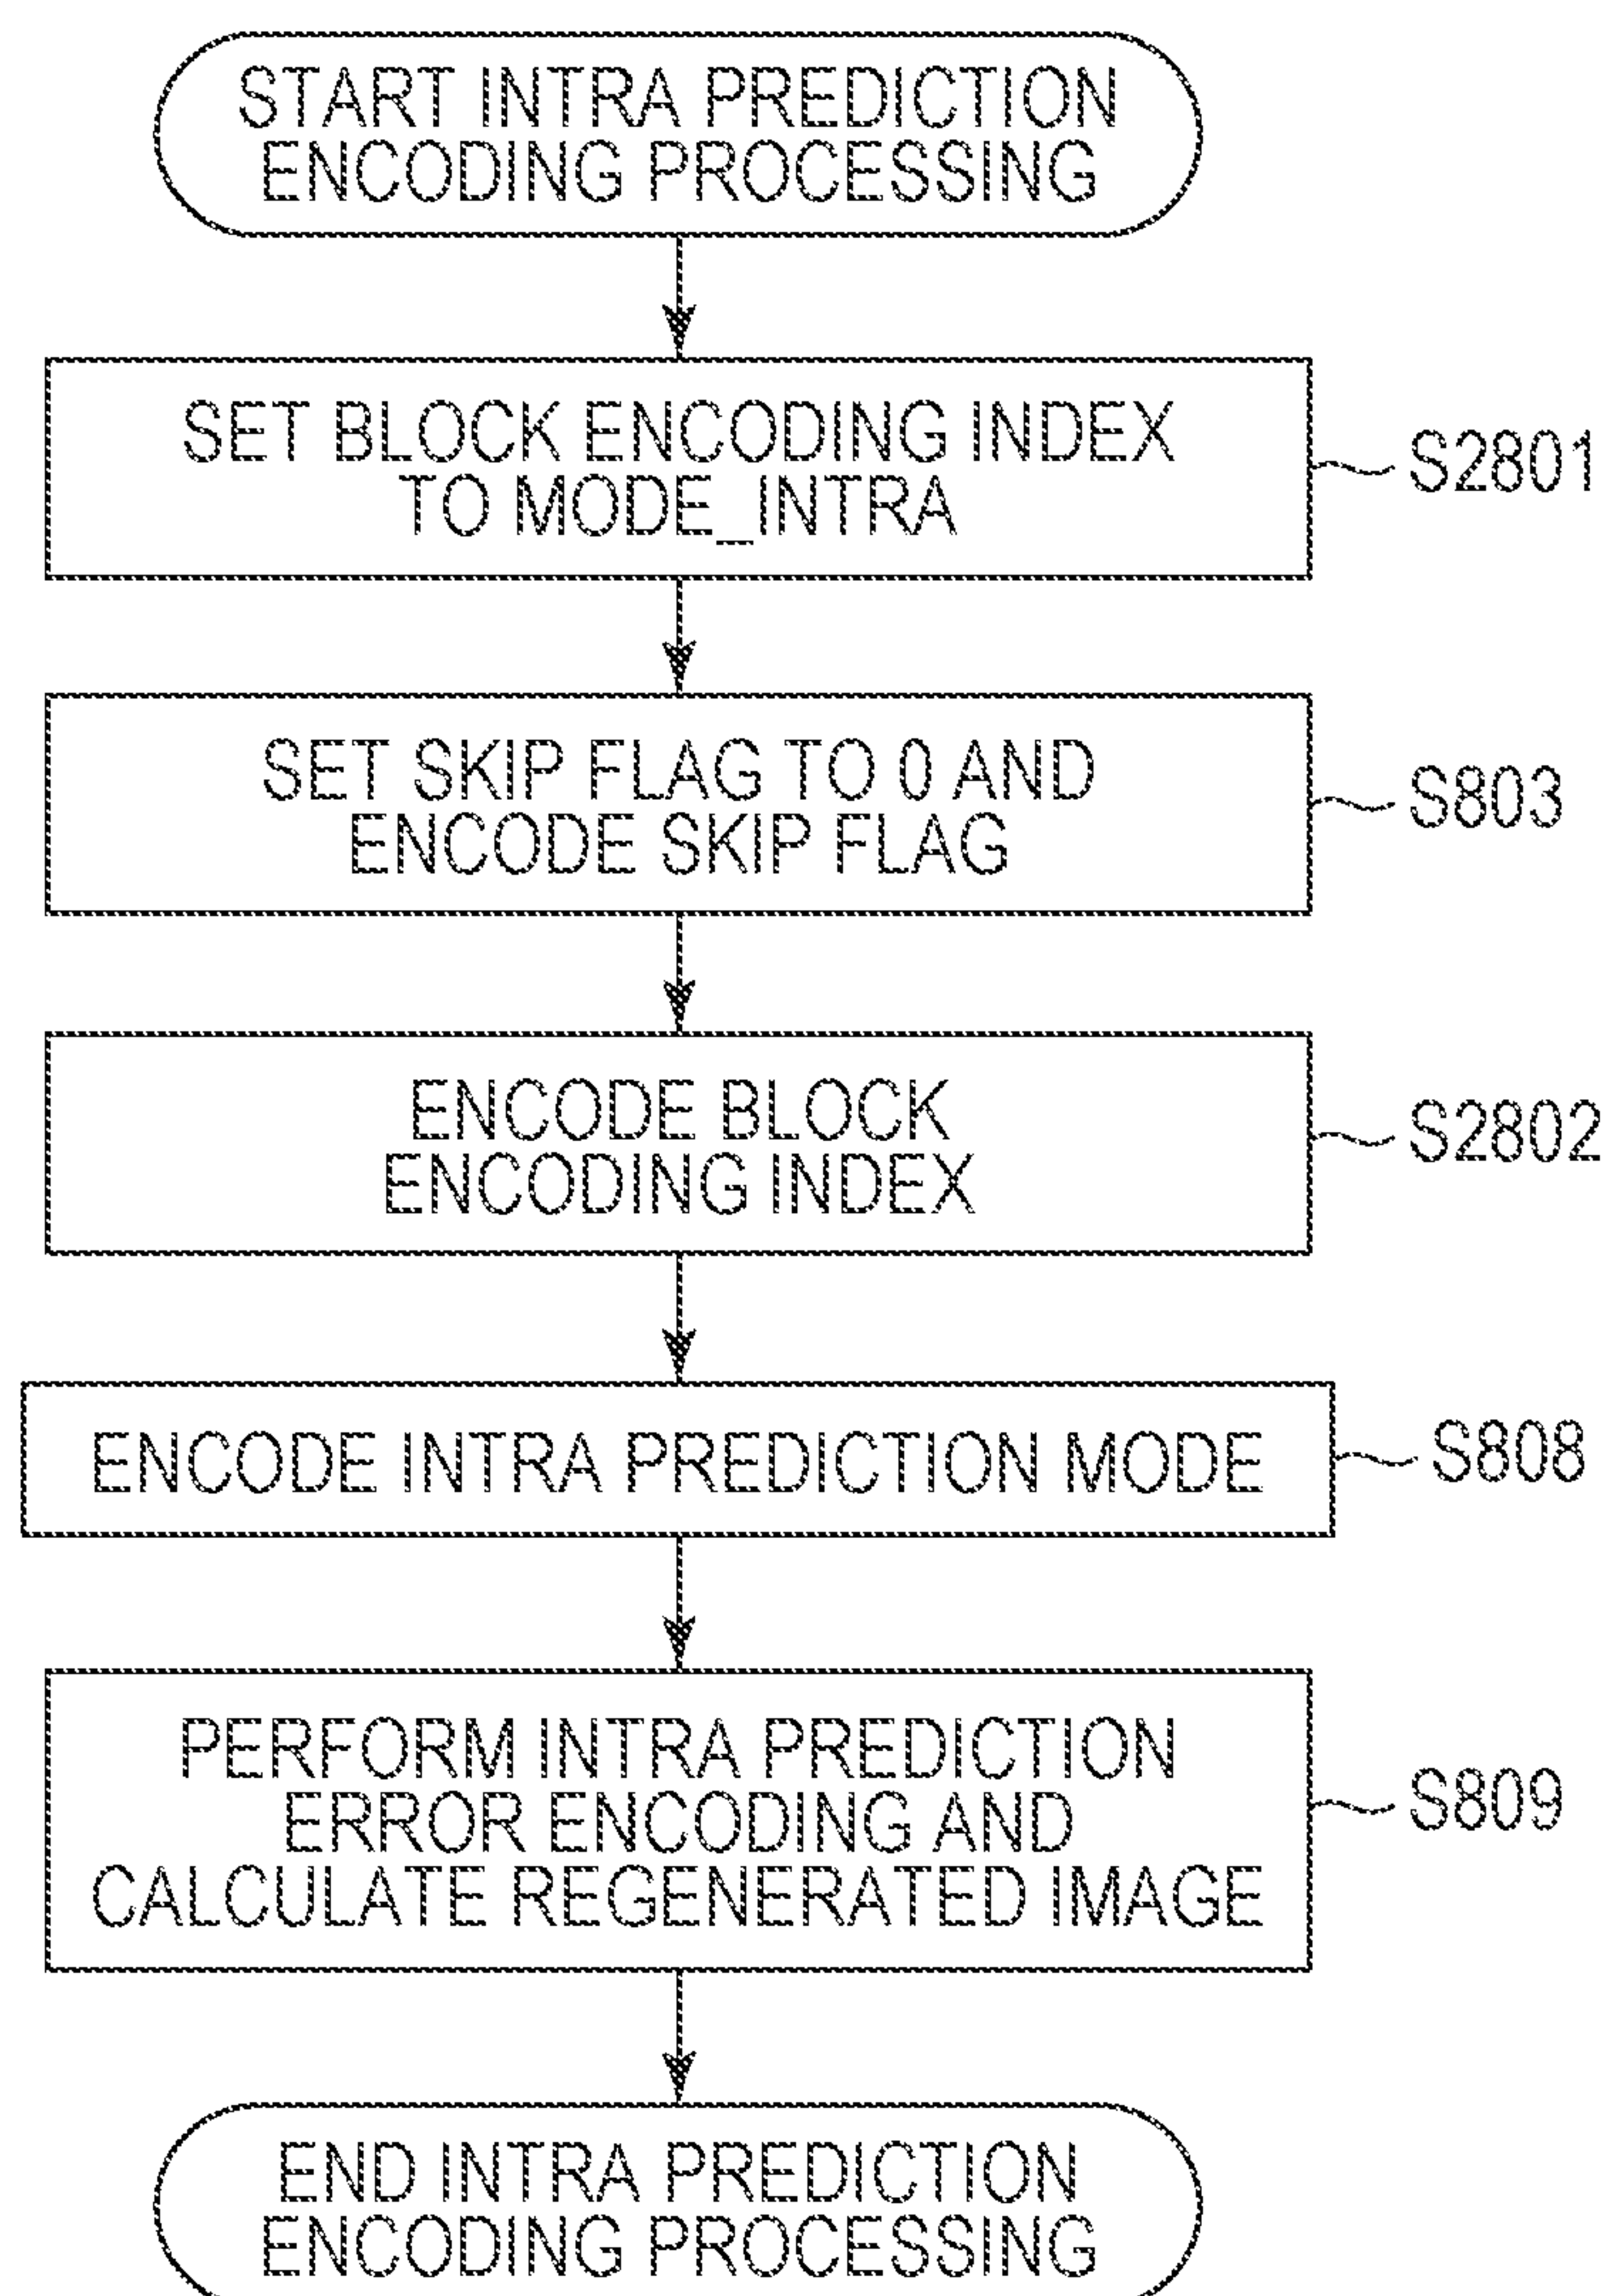 START INTRA PREDICTION
ENCODING PROCESSING
SET BLOCK ENCODING INDEX
TO MODE_INTRA
S2801
SET SKIP FLAG TO 0 AND
ENCODE SKIP FLAG
S803
ENCODE BLOCK
ENCODING INDEX
S2802
ENCODE INTRA PREDICTION MODE
S808
PERFORM INTRA PREDICTION
ERROR ENCODING AND
CALCULATE REGENERATED IMAGE
S809
END INTRA PREDICTION
ENCODING PROCESSING